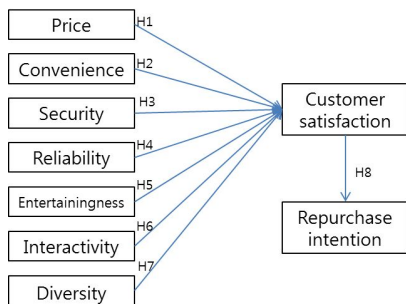 Price
H1
Convenience
H2
Security
H3
Reliability
H4
Entertainingness
H5
Interactivity
H6
Diversity
H7
Customer
satisfaction
H8
Repurchase
intention